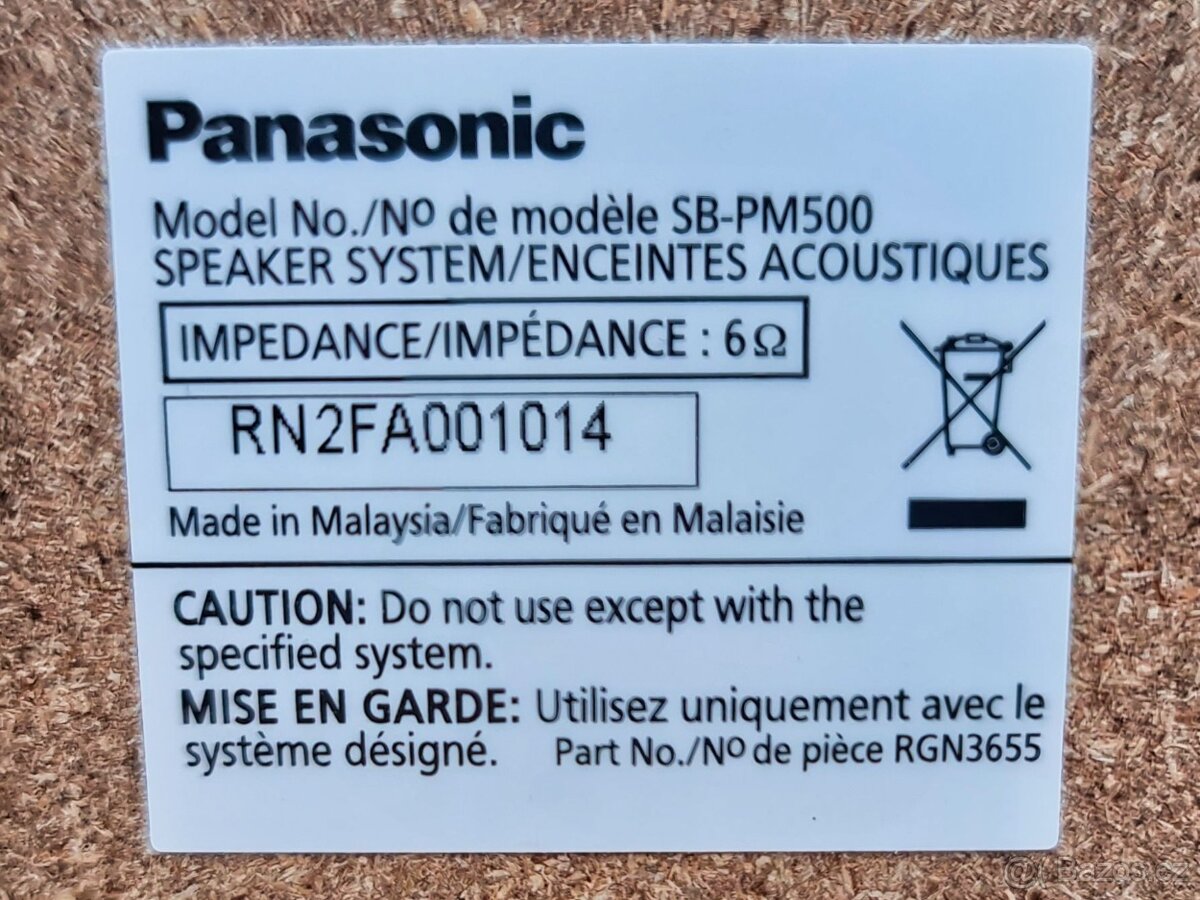 Panasonic
Model No./Nº de modèle SB-PM500
SPEAKER SYSTEM/ENCEINTES ACOUSTIQUES
IMPEDANCE/IMPÉDANCE : 6Ω
RN2FA001014
Made in Malaysia/Fabriqué en Malaisie
CAUTION: Do not use except with the
specified system.
MISE EN GARDE: Utilisez uniquement avec le
système désigné. Part No./Nº de pièce RGN3655
@ Bazos.cz